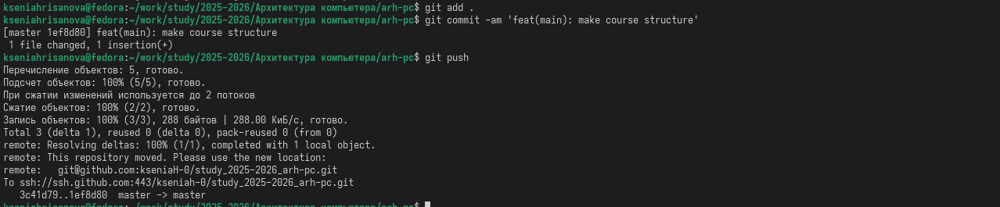 kseniahrisanova@fedora:~/work/study/2025-2026/Архитектура компьютера/arh-pc$ git add .
kseniahrisanova@fedora:~/work/study/2025-2026/Архитектура компьютера/arh-pc$ git commit -am 'feat(main): make course structure'
[master 1ef8d80] feat(main): make course structure
 1 file changed, 1 insertion(+)
kseniahrisanova@fedora:~/work/study/2025-2026/Архитектура компьютера/arh-pc$ git push
Перечисление объектов: 5, готово.
Подсчет объектов: 100% (5/5), готово.
При сжатии изменений используется до 2 потоков
Сжатие объектов: 100% (2/2), готово.
Запись объектов: 100% (3/3), 288 байтов | 288.00 КиБ/с, готово.
Total 3 (delta 1), reused 0 (delta 0), pack-reused 0 (from 0)
remote: Resolving deltas: 100% (1/1), completed with 1 local object.
remote: This repository moved. Please use the new location:
remote:   git@github.com:kseniaH-0/study_2025-2026_arh-pc.git
To ssh://ssh.github.com:443/kseniah-0/study_2025-2026_arh-pc.git
   3c41d79..1ef8d80  master -> master
kseniahrisanova@fedora:~/work/study/2025-2026/Архитектура компьютера/arh-pc$